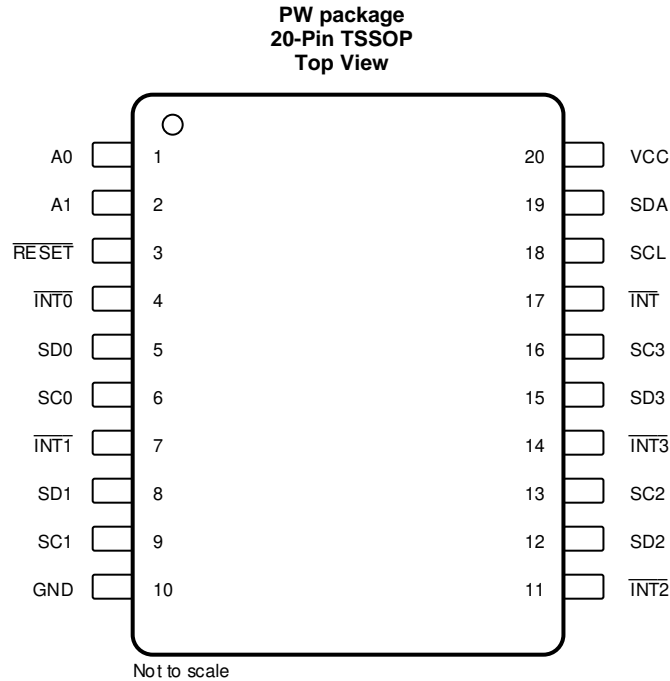 PW package
20-Pin TSSOP
Top View
A0 1 20 VCC
A1 2 19 SDA
RESET 3 18 SCL
INT0 4 17 INT
SD0 5 16 SC3
SC0 6 15 SD3
INT1 7 14 INT3
SD1 8 13 SC2
SC1 9 12 SD2
GND 10 11 INT2
Not to scale